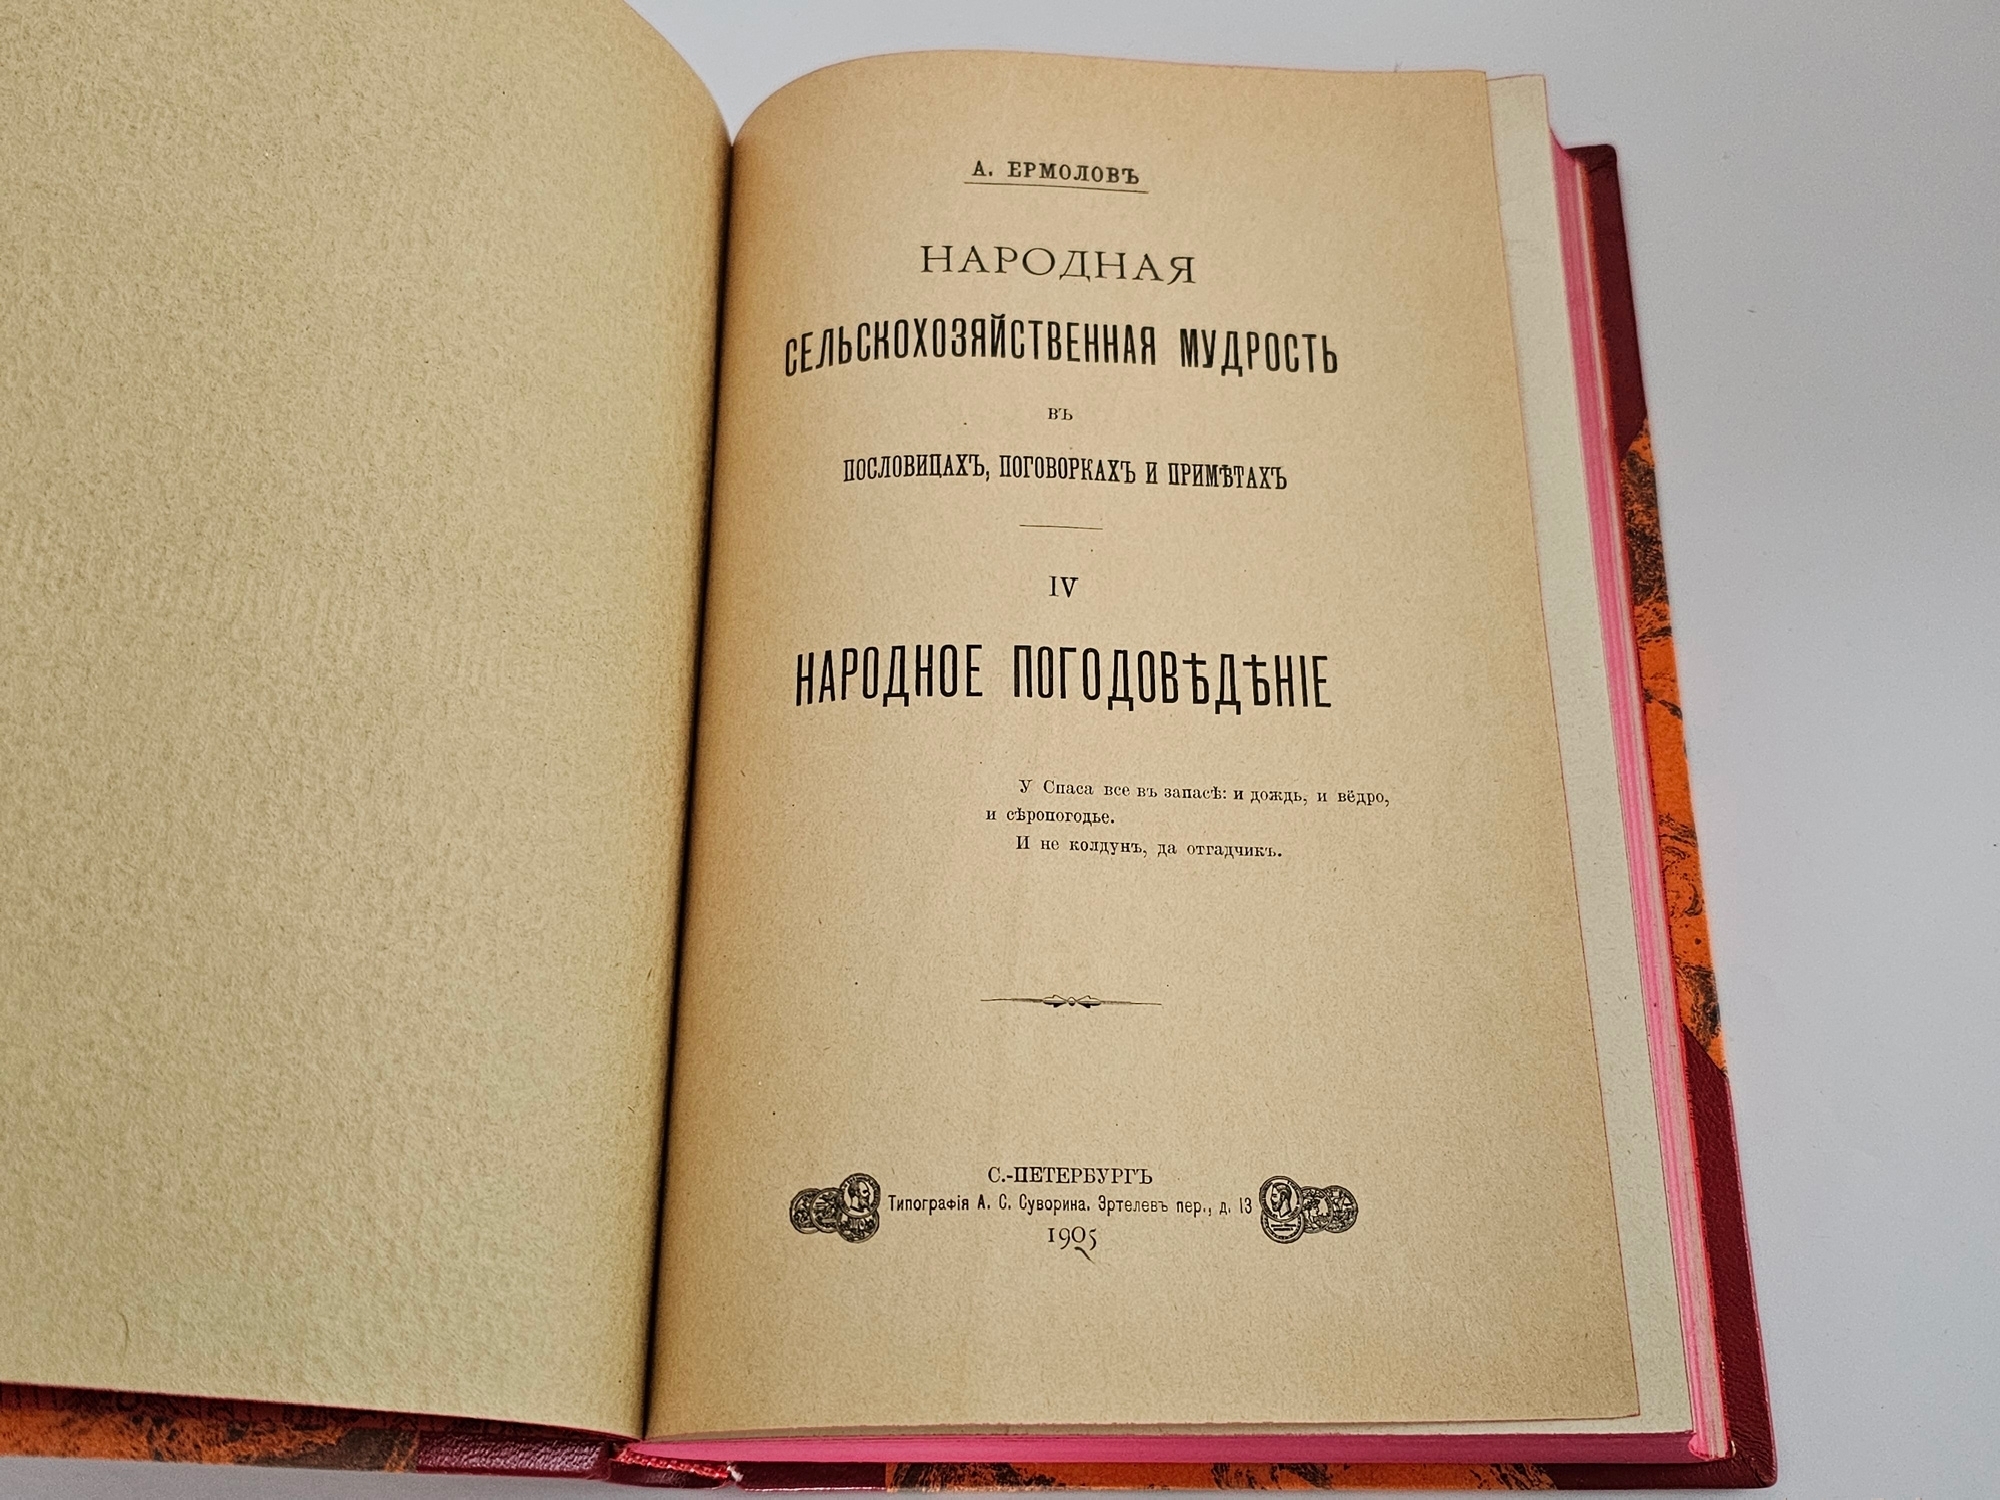 А. ЕРМОЛОВЪ
НАРОДНАЯ
СЕЛЬСКОХОЗЯЙСТВЕННАЯ МУДРОСТЬ
ВЪ
ПОСЛОВИЦАХЪ, ПОГОВОРКАХЪ И ПРИМѢТАХЪ
IV
НАРОДНОЕ ПОГОДОВѢДѢНІЕ
У Спаса все въ запасѣ: и дождь, и вёдро,
и сѣропогодье.
И не колдунъ, да отгадчикъ.
С.-ПЕТЕРБУРГЪ
Типографія А. С. Суворина. Эртелевъ пер., д. 13
1905